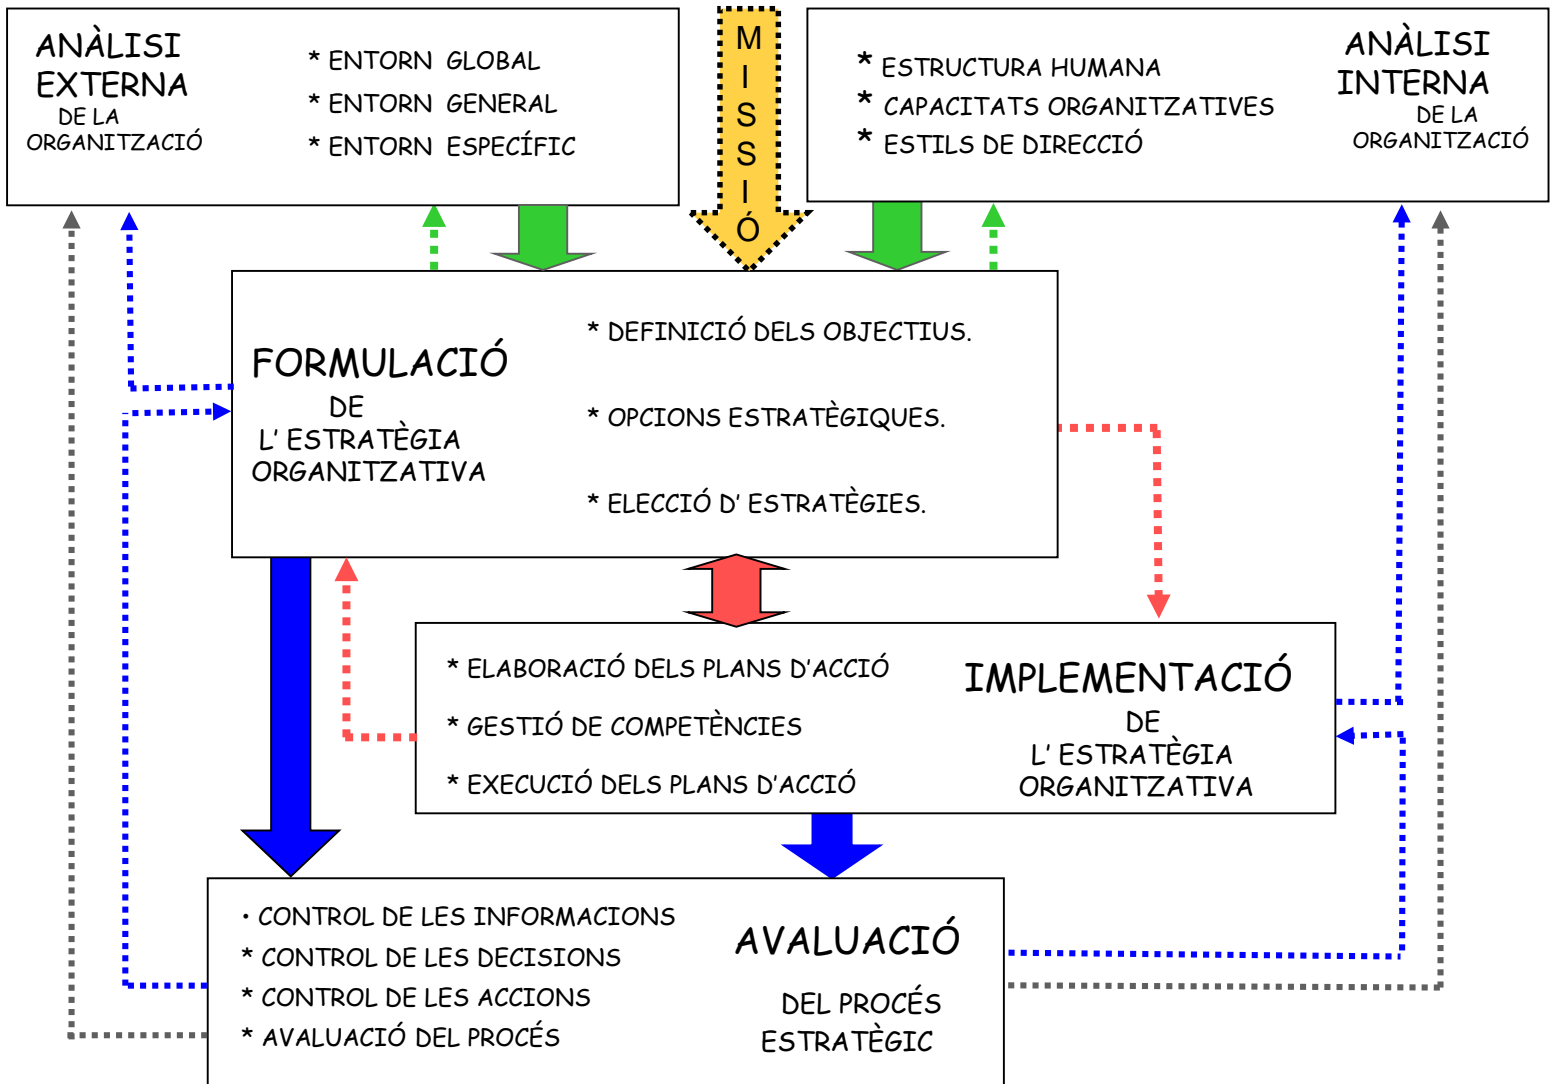 ANÀLISI
EXTERNA
DE LA
ORGANITZACIÓ
* ENTORN GLOBAL
* ENTORN GENERAL
* ENTORN ESPECÍFIC
M
I
S
S
I
Ó
* ESTRUCTURA HUMANA
* CAPACITATS ORGANITZATIVES
* ESTILS DE DIRECCIÓ
ANÀLISI
INTERNA
DE LA
ORGANITZACIÓ
FORMULACIÓ
DE
L' ESTRATÈGIA
ORGANITZATIVA
* DEFINICIÓ DELS OBJECTIUS.
* OPCIONS ESTRATÈGIQUES.
* ELECCIÓ D' ESTRATÈGIES.
* ELABORACIÓ DELS PLANS D'ACCIÓ
* GESTIÓ DE COMPETÈNCIES
* EXECUCIÓ DELS PLANS D'ACCIÓ
IMPLEMENTACIÓ
DE
L' ESTRATÈGIA
ORGANITZATIVA
• CONTROL DE LES INFORMACIONS
* CONTROL DE LES DECISIONS
* CONTROL DE LES ACCIONS
* AVALUACIÓ DEL PROCÉS
AVALUACIÓ
DEL PROCÉS
ESTRATÈGIC